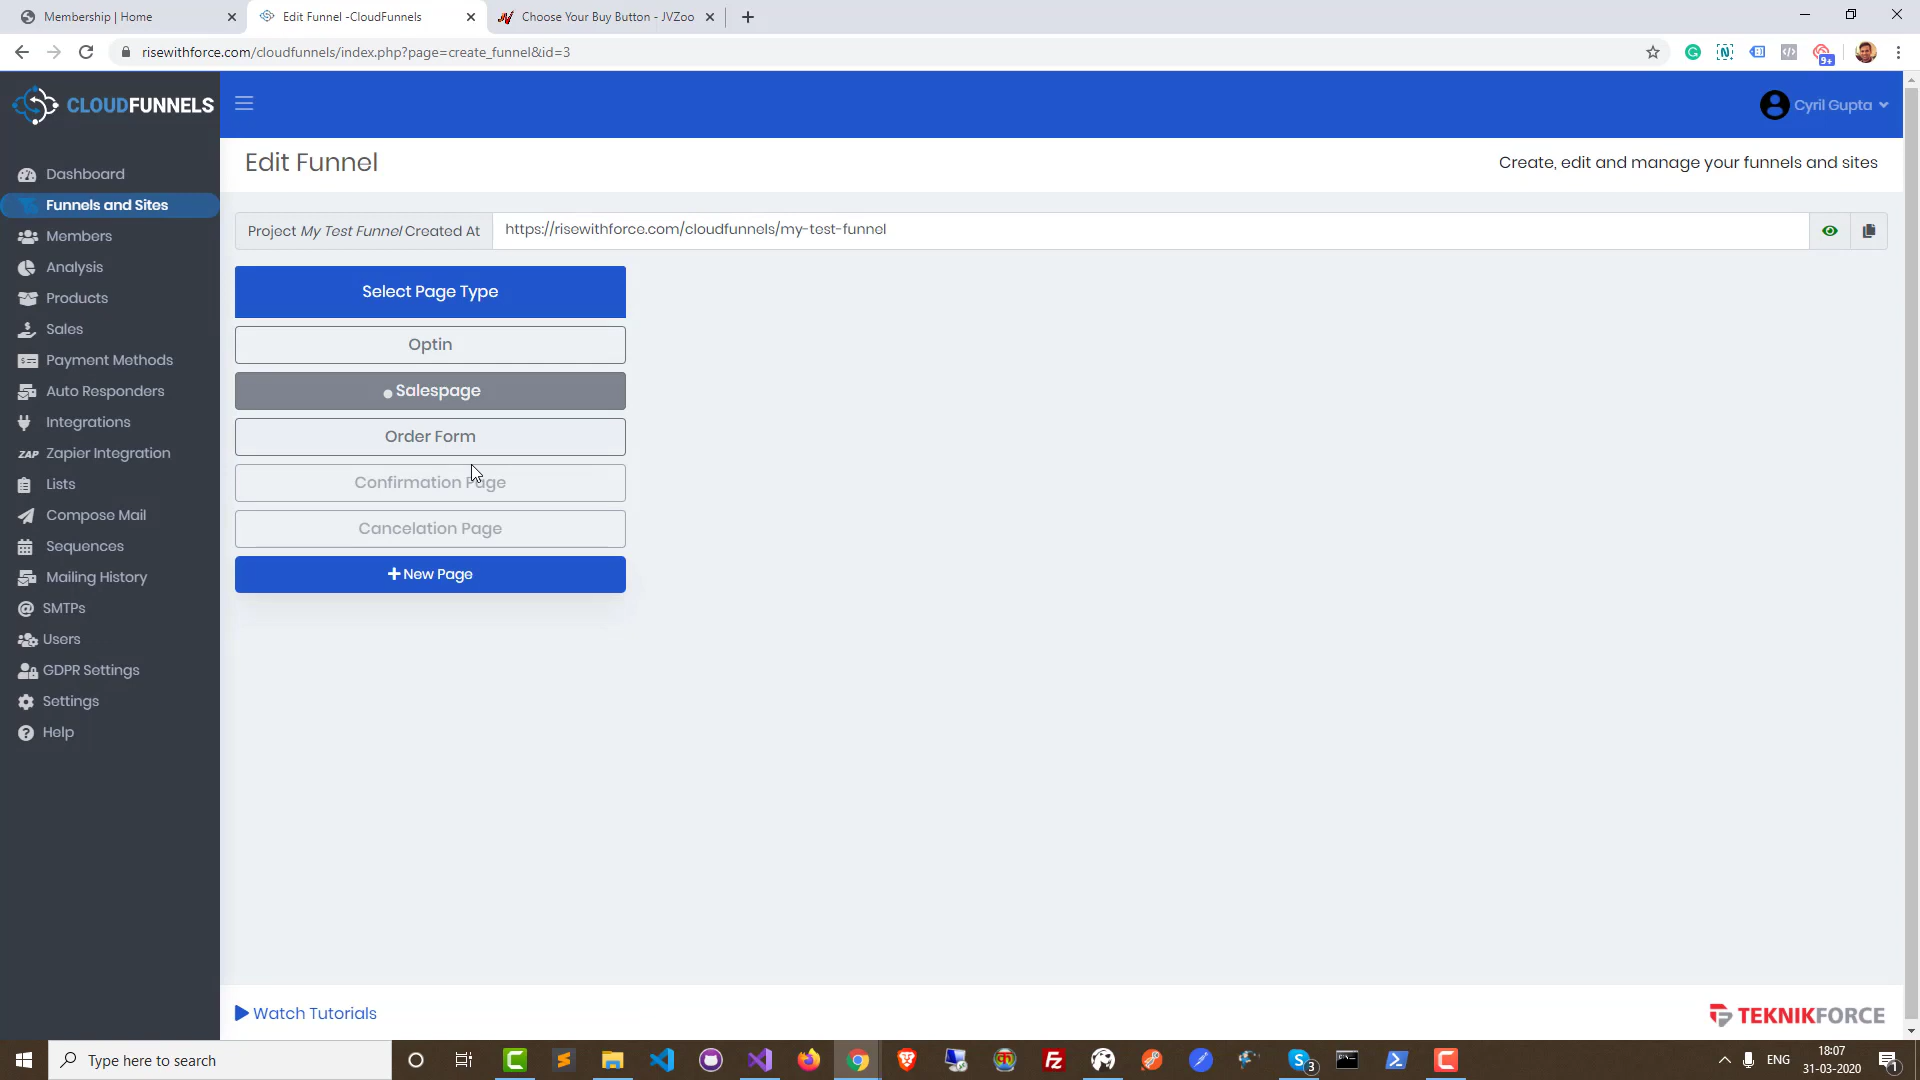 Membership | Home
Edit Funnel -CloudFunnels
Choose Your Buy Button - JVZoo
risewithforce.com/cloudfunnels/index.php?page=create_funnel&id=3
9+
CLOUDFUNNELS
Cyril Gupta
Edit Funnel
Create, edit and manage your funnels and sites
Dashboard
Funnels and Sites
Members
Analysis
Products
Sales
Payment Methods
Auto Responders
Integrations
ZAP Zapier Integration
Lists
Compose Mail
Sequences
Mailing History
SMTPs
Users
GDPR Settings
Settings
Help
Project My Test Funnel Created At
https://risewithforce.com/cloudfunnels/my-test-funnel
Select Page Type
Optin
Salespage
Order Form
Confirmation Page
Cancelation Page
New Page
Watch Tutorials
TEKNIKFORCE
Type here to search
3
ENG
18:07
31-03-2020
1